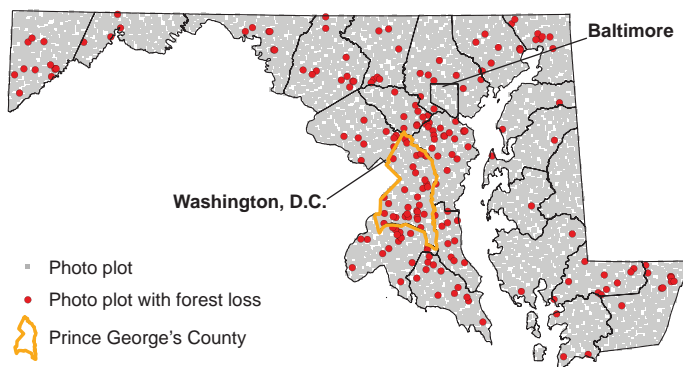 Baltimore
Washington, D.C.
Photo plot
Photo plot with forest loss
Prince George’s County